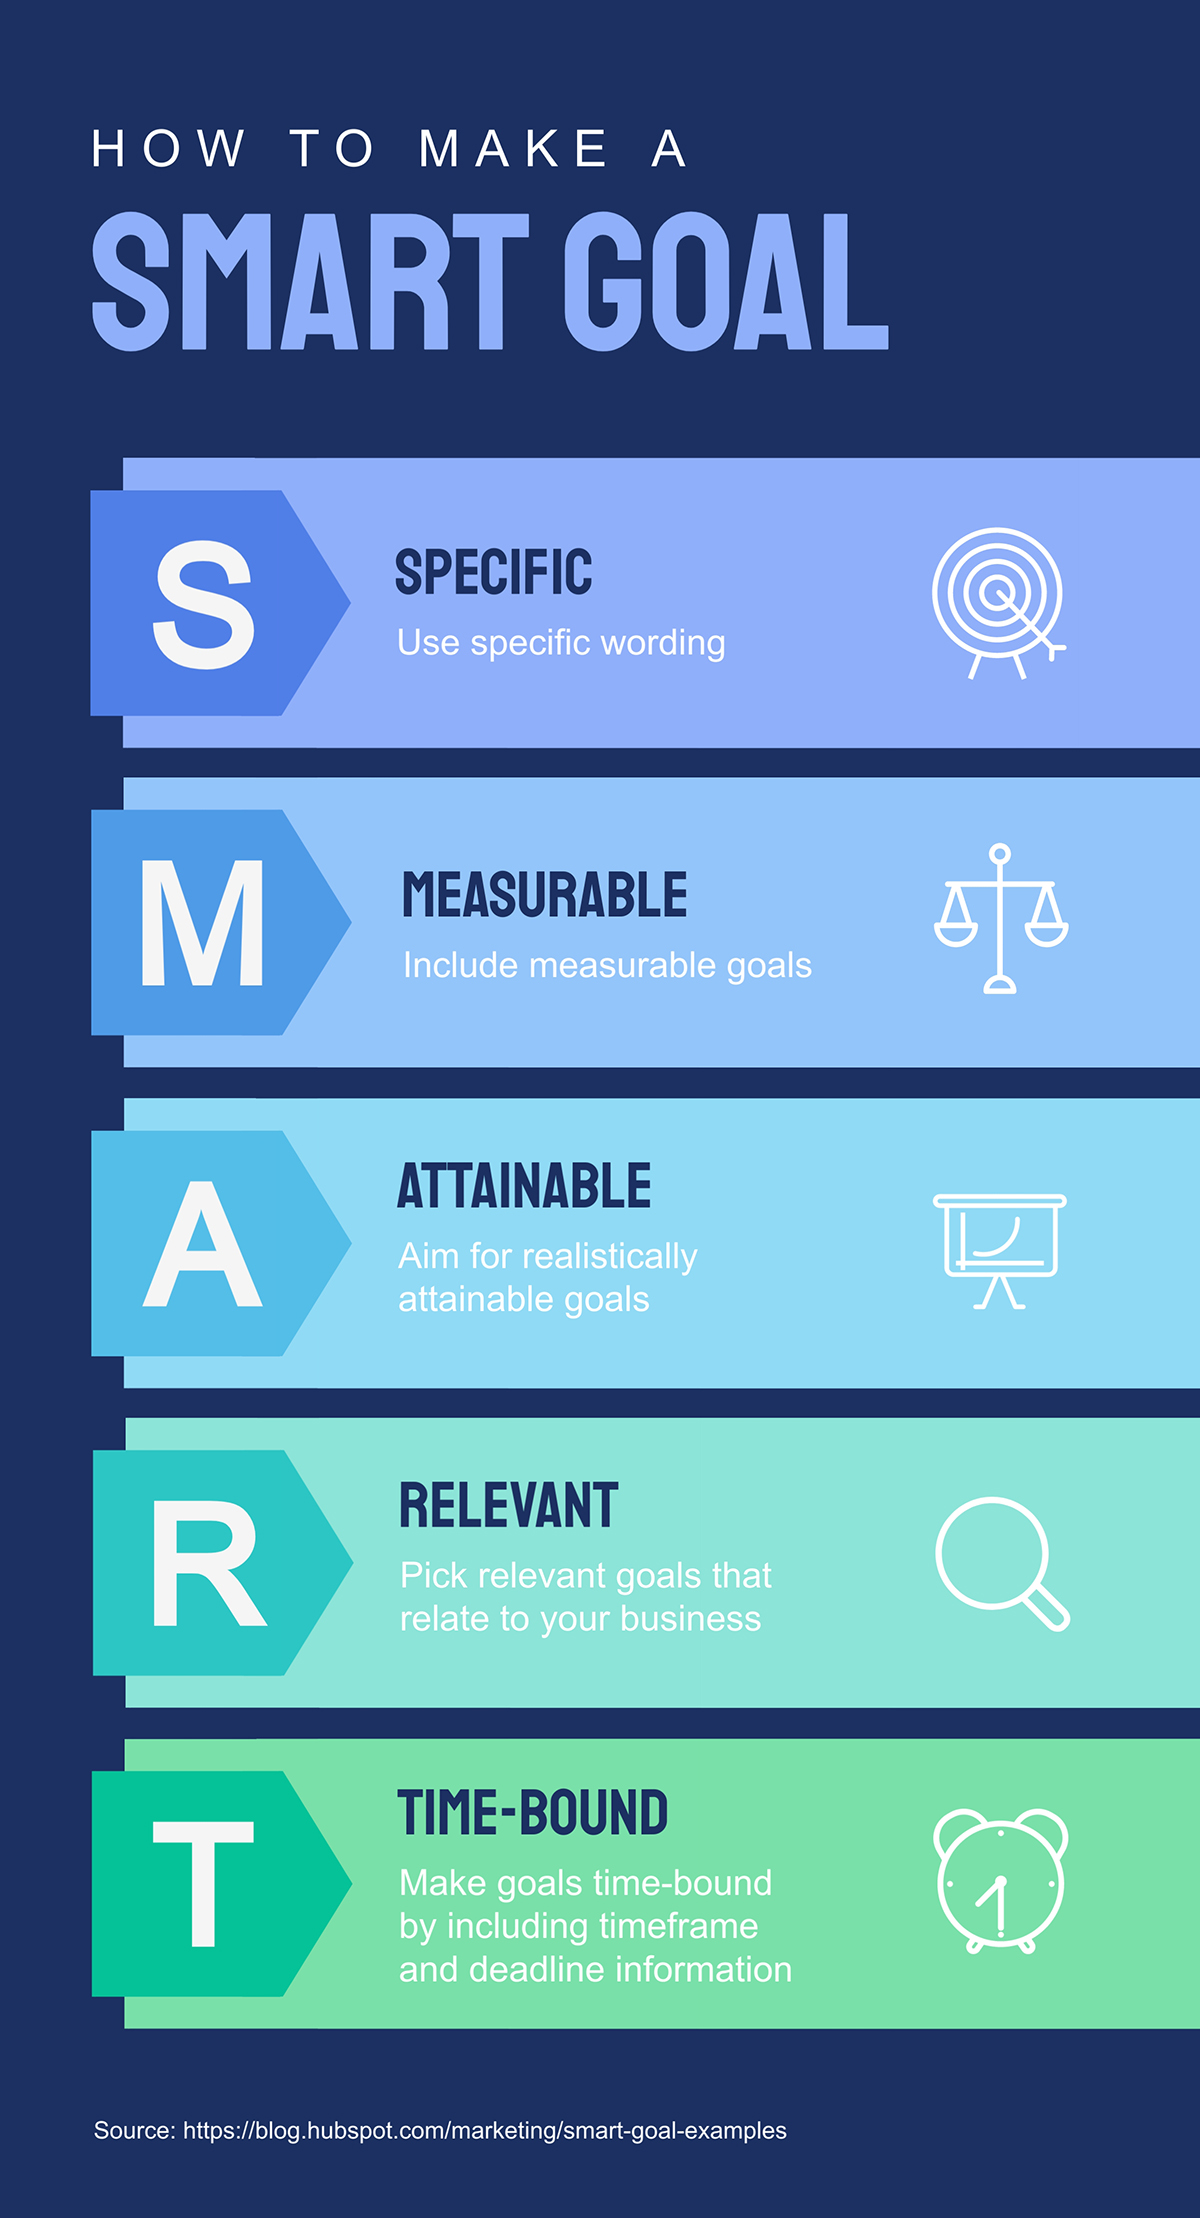 HOW TO MAKE A
SMART GOAL
S
SPECIFIC
Use specific wording
M
MEASURABLE
Include measurable goals
A
ATTAINABLE
Aim for realistically
attainable goals
R
RELEVANT
Pick relevant goals that
relate to your business
T
TIME-BOUND
Make goals time-bound
by including timeframe
and deadline information
Source: https://blog.hubspot.com/marketing/smart-goal-examples